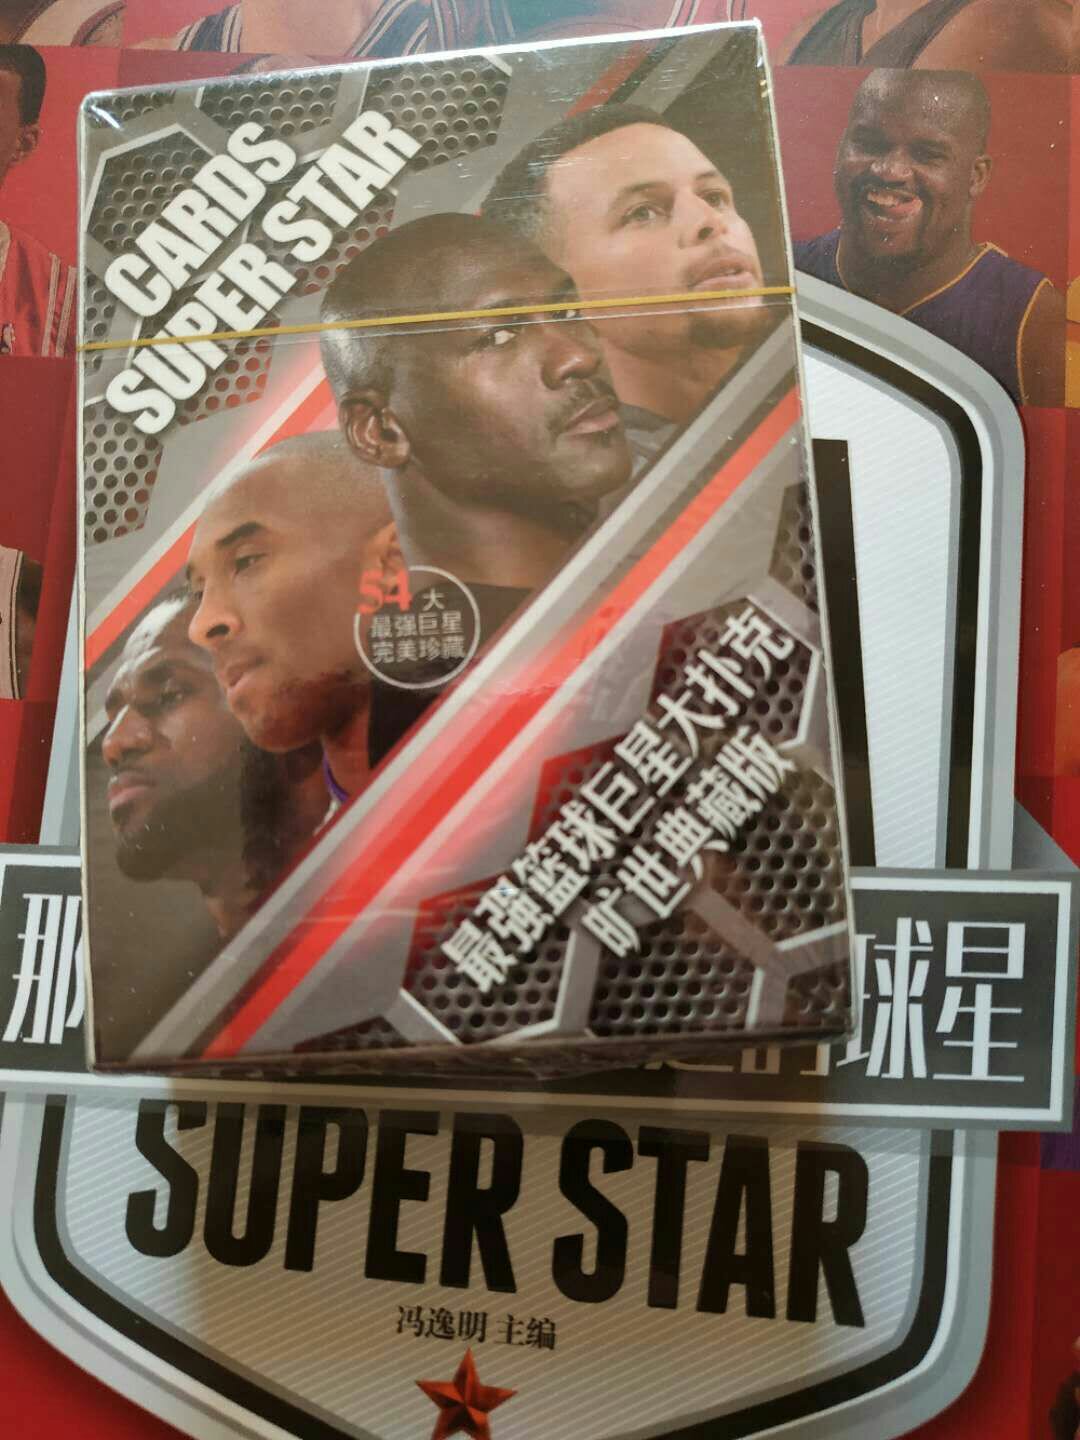 CARDS
SUPER STAR
54大
最强巨星
完美珍藏
最强篮球巨星大扑克
旷世典藏版
那
的球星
SUPER STAR
冯逸明 主编